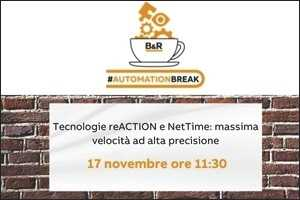 B&R
#AUTOMATIONBREAK
Tecnologie reACTION e NetTime: massima
velocità ad alta precisione
17 novembre ore 11:30